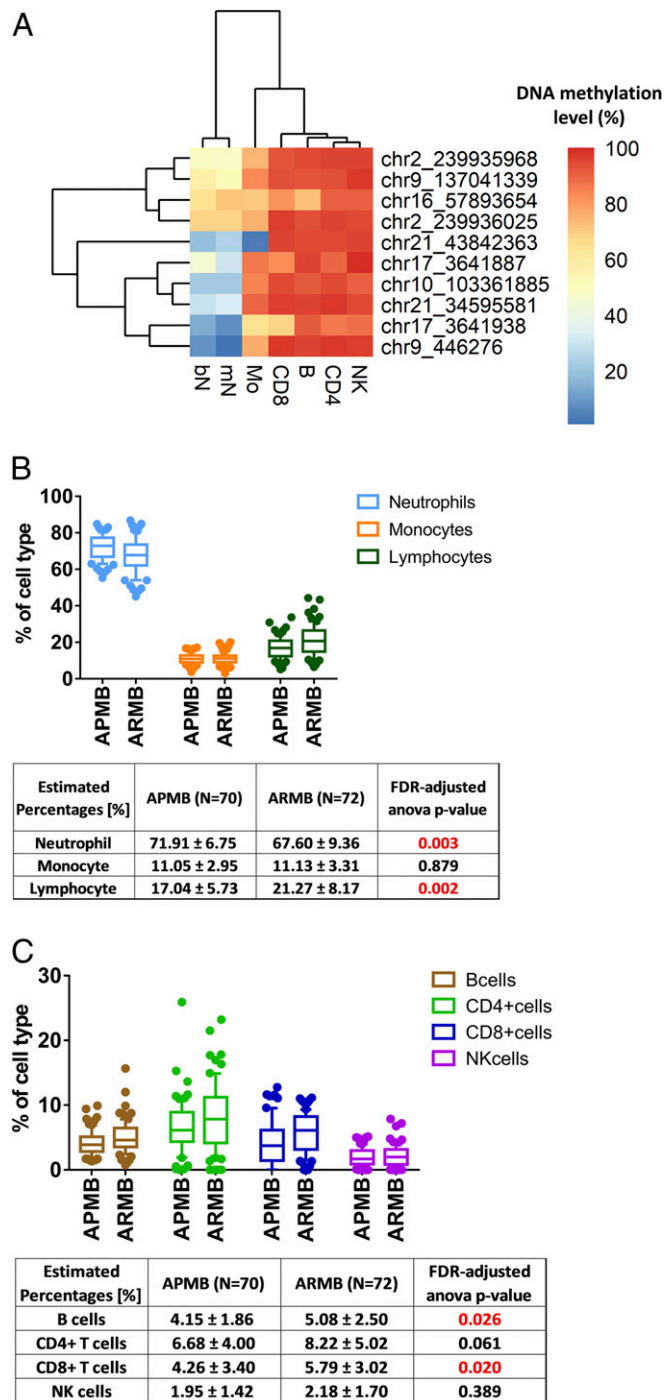 A
DNA methylation
level (%)
chr2_239935968
chr9_137041339
chr16_57893654
chr2_239936025
chr21_43842363
chr17_3641887
chr10_103361885
chr21_34595581
chr17_3641938
chr9_446276
100
80
60
40
20
bN mN Mo CD8 B CD4 NK
B
% of cell type
100
80
60
40
20
0
Neutrophils
Monocytes
Lymphocytes
APMB ARMB APMB ARMB APMB ARMB
Estimated Percentages [%] APMB (N=70) ARMB (N=72) FDR-adjusted anova p-value
Neutrophil 71.91 ± 6.75 67.60 ± 9.36 0.003
Monocyte 11.05 ± 2.95 11.13 ± 3.31 0.879
Lymphocyte 17.04 ± 5.73 21.27 ± 8.17 0.002
C
% of cell type
30
20
10
0
Bcells
CD4+cells
CD8+cells
NKcells
APMB ARMB APMB ARMB APMB ARMB APMB ARMB
Estimated Percentages [%] APMB (N=70) ARMB (N=72) FDR-adjusted anova p-value
B cells 4.15 ± 1.86 5.08 ± 2.50 0.026
CD4+ T cells 6.68 ± 4.00 8.22 ± 5.02 0.061
CD8+ T cells 4.26 ± 3.40 5.79 ± 3.02 0.020
NK cells 1.95 ± 1.42 2.18 ± 1.70 0.389